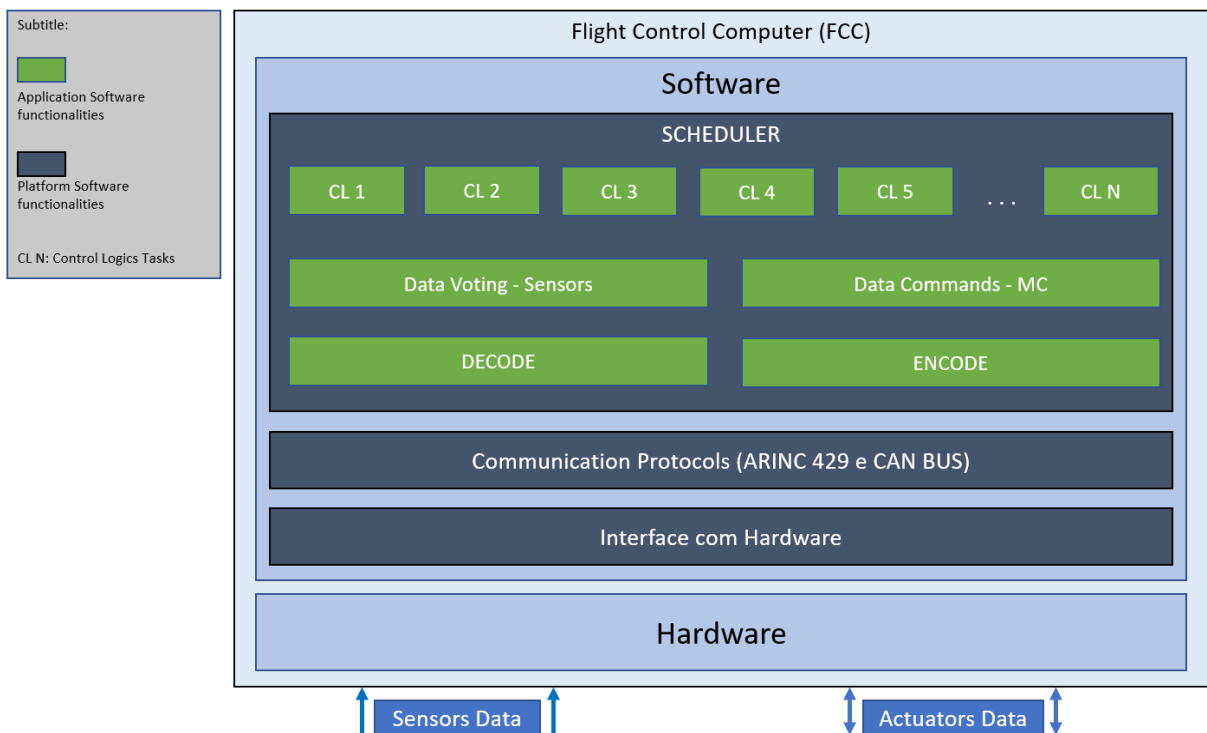 Subtitle:
Application Software
functionalities
Platform Software
functionalities
CL N: Control Logics Tasks
Flight Control Computer (FCC)
Software
SCHEDULER
CL 1 CL 2 CL 3 CL 4 CL 5 . . . CL N
Data Voting - Sensors Data Commands - MC
DECODE ENCODE
Communication Protocols (ARINC 429 e CAN BUS)
Interface com Hardware
Hardware
Sensors Data Actuators Data